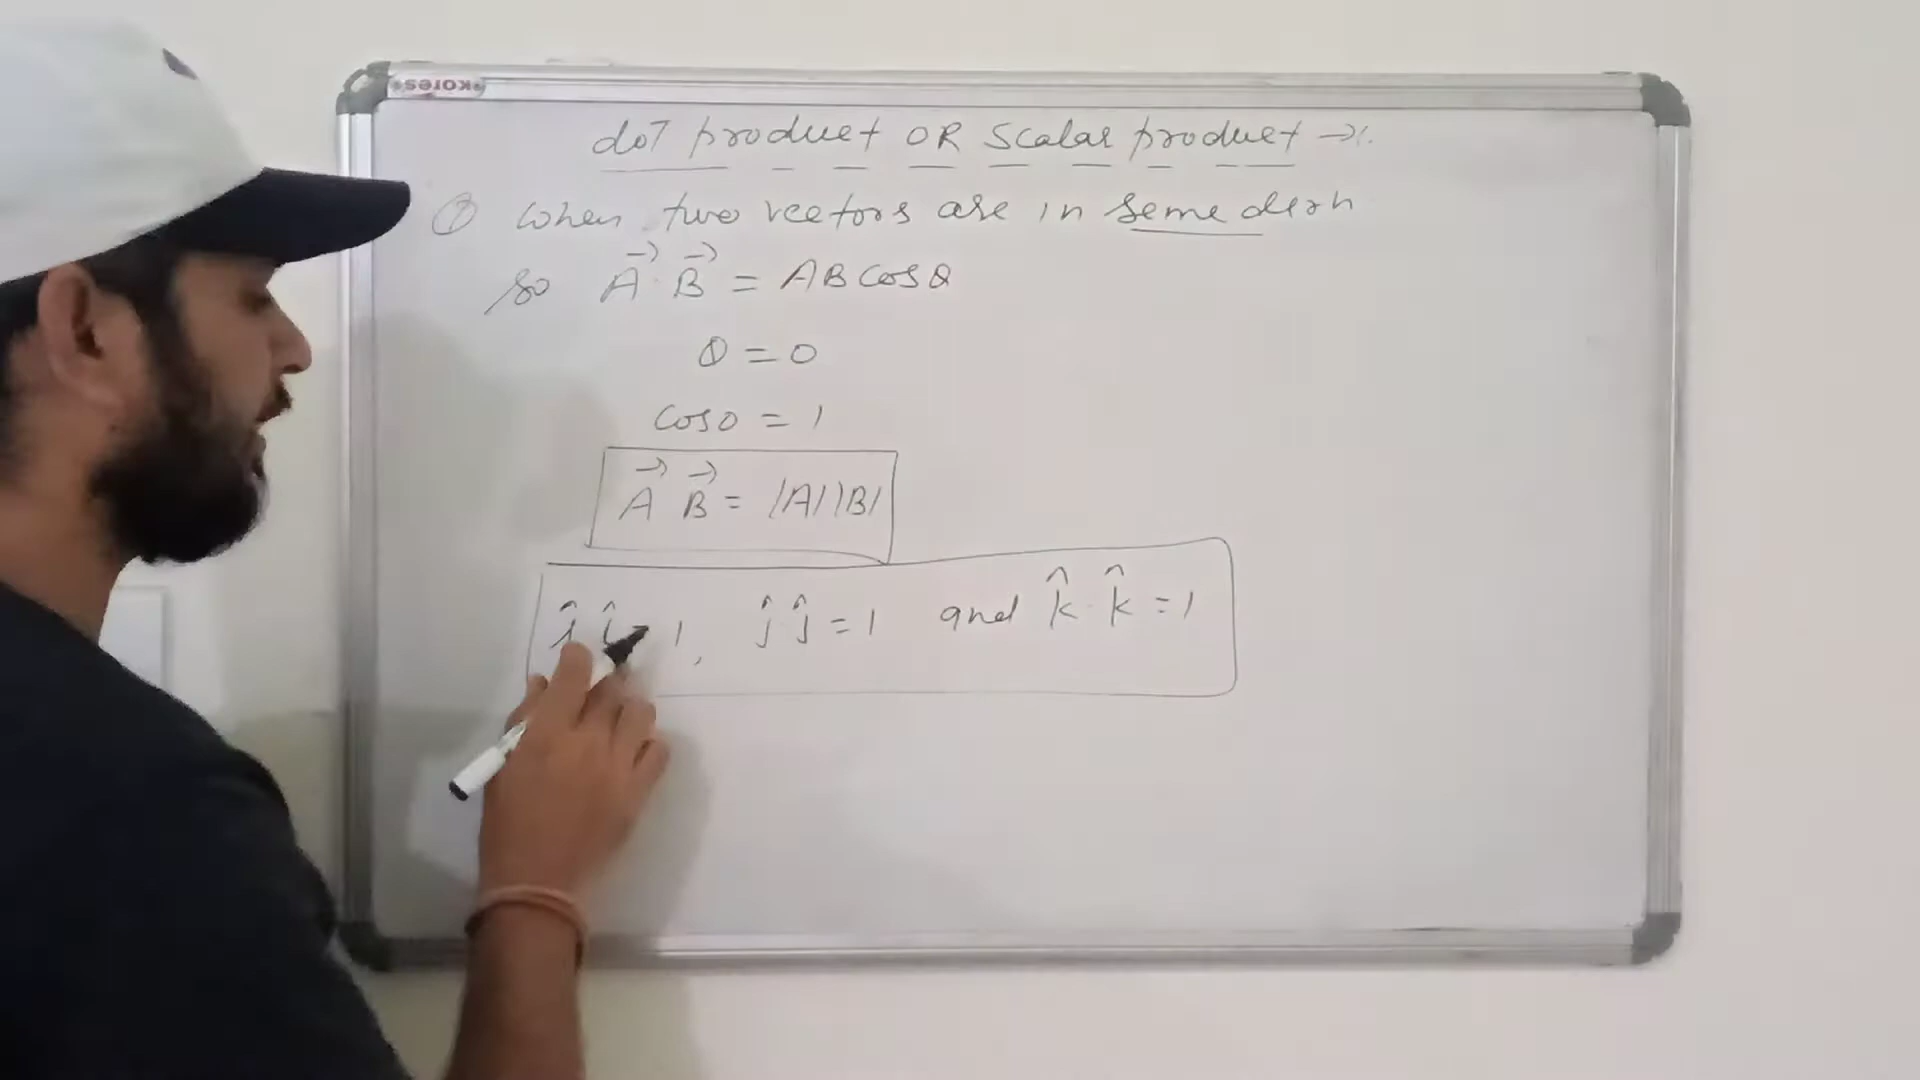 kores
doT product OR Scalar product →
① When two vectors are in seme dirn
so A⃗ · B⃗ = AB Cosθ
θ = 0
Cos0 = 1
A⃗ B⃗ = |A| |B|
î î = 1, ĵ ĵ = 1 and k̂ · k̂ = 1